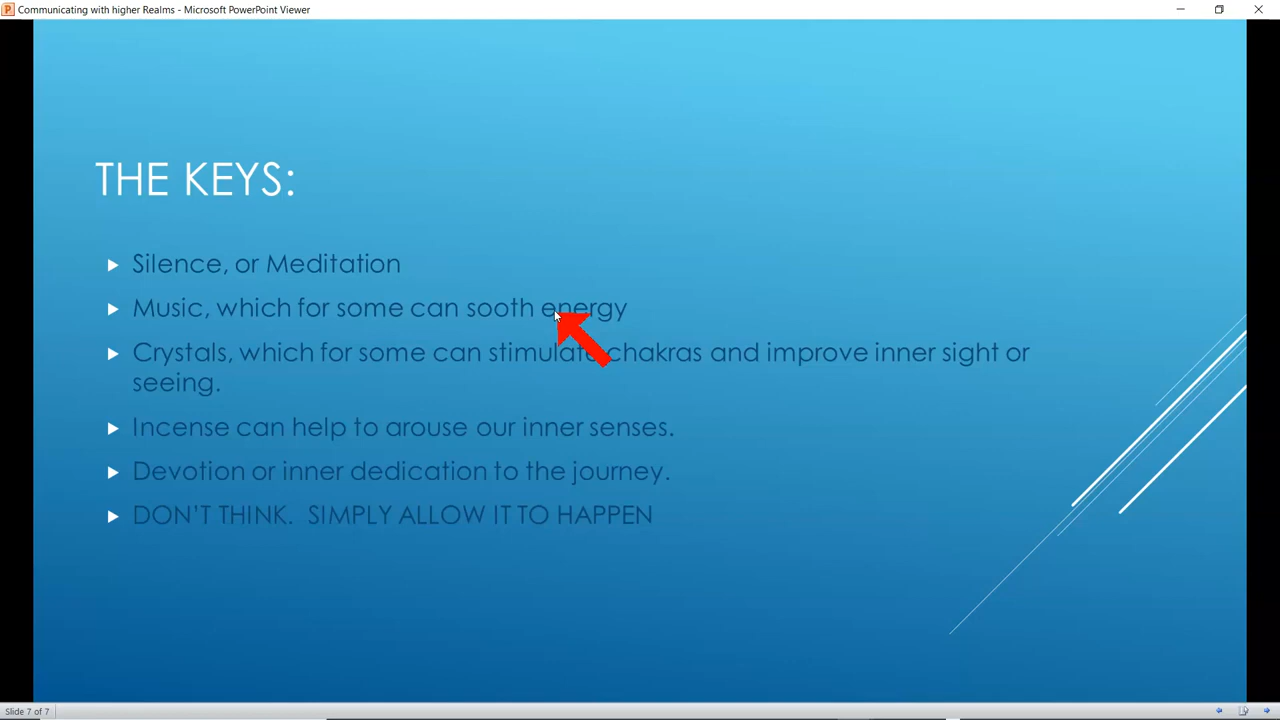 Communicating with higher Realms - Microsoft PowerPoint Viewer
THE KEYS:
Silence, or Meditation
Music, which for some can sooth energy
Crystals, which for some can stimulate chakras and improve inner sight or
seeing.
Incense can help to arouse our inner senses.
Devotion or inner dedication to the journey.
DON'T THINK. SIMPLY ALLOW IT TO HAPPEN
Slide 7 of 7